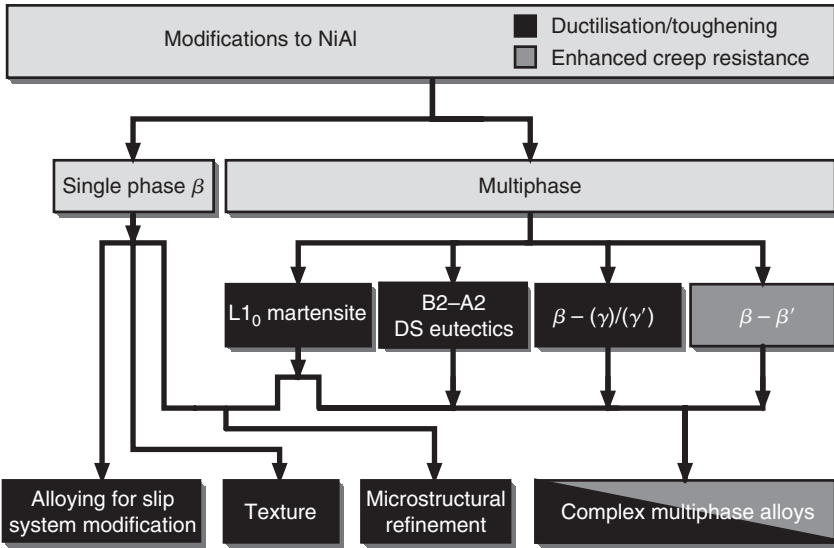 Modifications to NiAl
Ductilisation/toughening
Enhanced creep resistance
Single phase β
Multiphase
L1₀ martensite
B2–A2
DS eutectics
β – (γ)/(γ′)
β – β′
Alloying for slip
system modification
Texture
Microstructural
refinement
Complex multiphase alloys